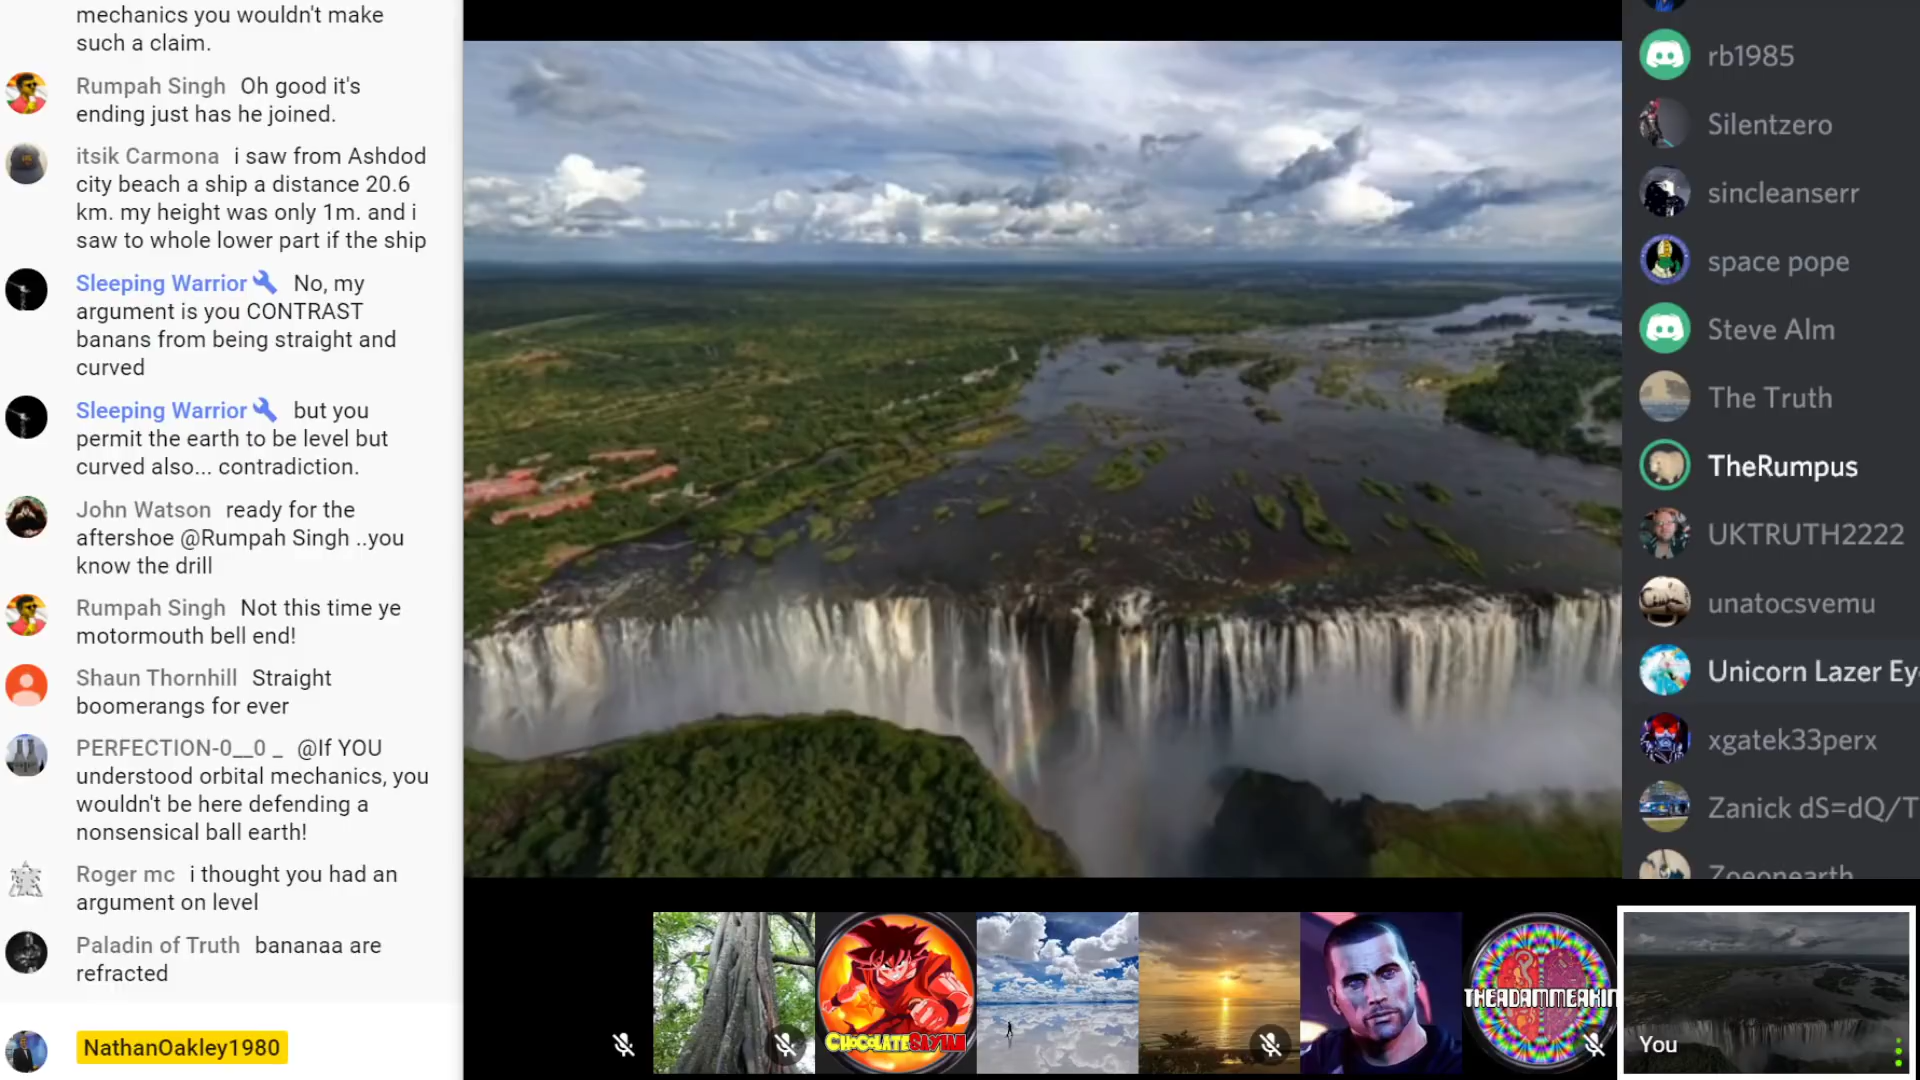 mechanics you wouldn't make
such a claim.
Rumpah Singh Oh good it's
ending just has he joined.
itsik Carmona i saw from Ashdod
city beach a ship a distance 20.6
km. my height was only 1m. and i
saw to whole lower part if the ship
Sleeping Warrior No, my
argument is you CONTRAST
banans from being straight and
curved
Sleeping Warrior but you
permit the earth to be level but
curved also... contradiction.
John Watson ready for the
aftershoe @Rumpah Singh ..you
know the drill
Rumpah Singh Not this time ye
motormouth bell end!
Shaun Thornhill Straight
boomerangs for ever
PERFECTION-0__0 _ @If YOU
understood orbital mechanics, you
wouldn't be here defending a
nonsensical ball earth!
Roger mc i thought you had an
argument on level
Paladin of Truth bananaa are
refracted
NathanOakley1980
rb1985
Silentzero
sincleanserr
space pope
Steve Alm
The Truth
TheRumpus
UKTRUTH2222
unatocsvemu
Unicorn Lazer Ey
xgatek33perx
Zanick dS=dQ/T
Zoeonearth
CHOCOLATESAYIAN
THEADAMMEAKIN
You